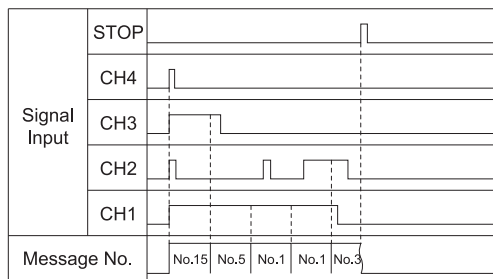 STOP
CH4
Signal
Input
CH3
CH2
CH1
Message No.
No.15
No.5
No.1
No.1
No.3